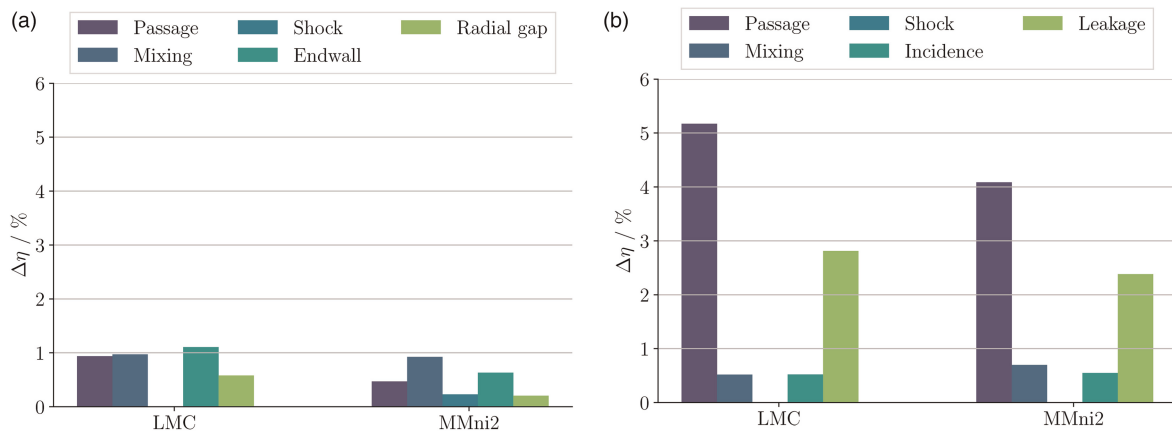 (a)
Passage Shock Radial gap
Mixing Endwall
6
5
4
3
2
1
0
Δη / %
LMC MMni2
(b)
Passage Shock Leakage
Mixing Incidence
6
5
4
3
2
1
0
Δη / %
LMC MMni2